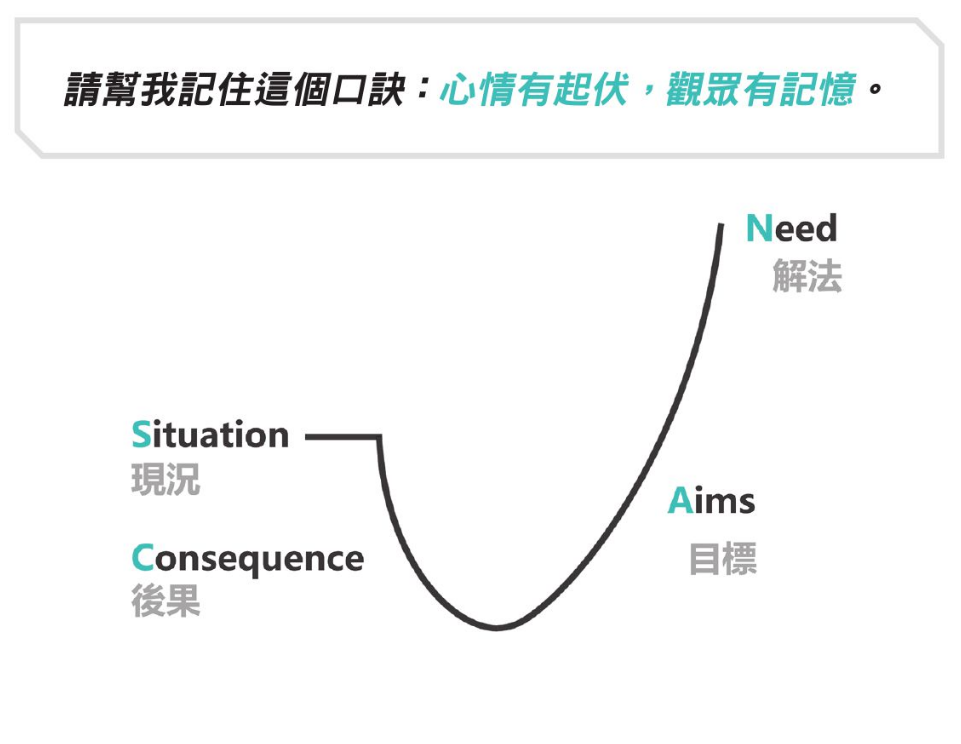 請幫我記住這個口訣：心情有起伏，觀眾有記憶。
Need
解法
Situation
現況
Aims
目標
Consequence
後果